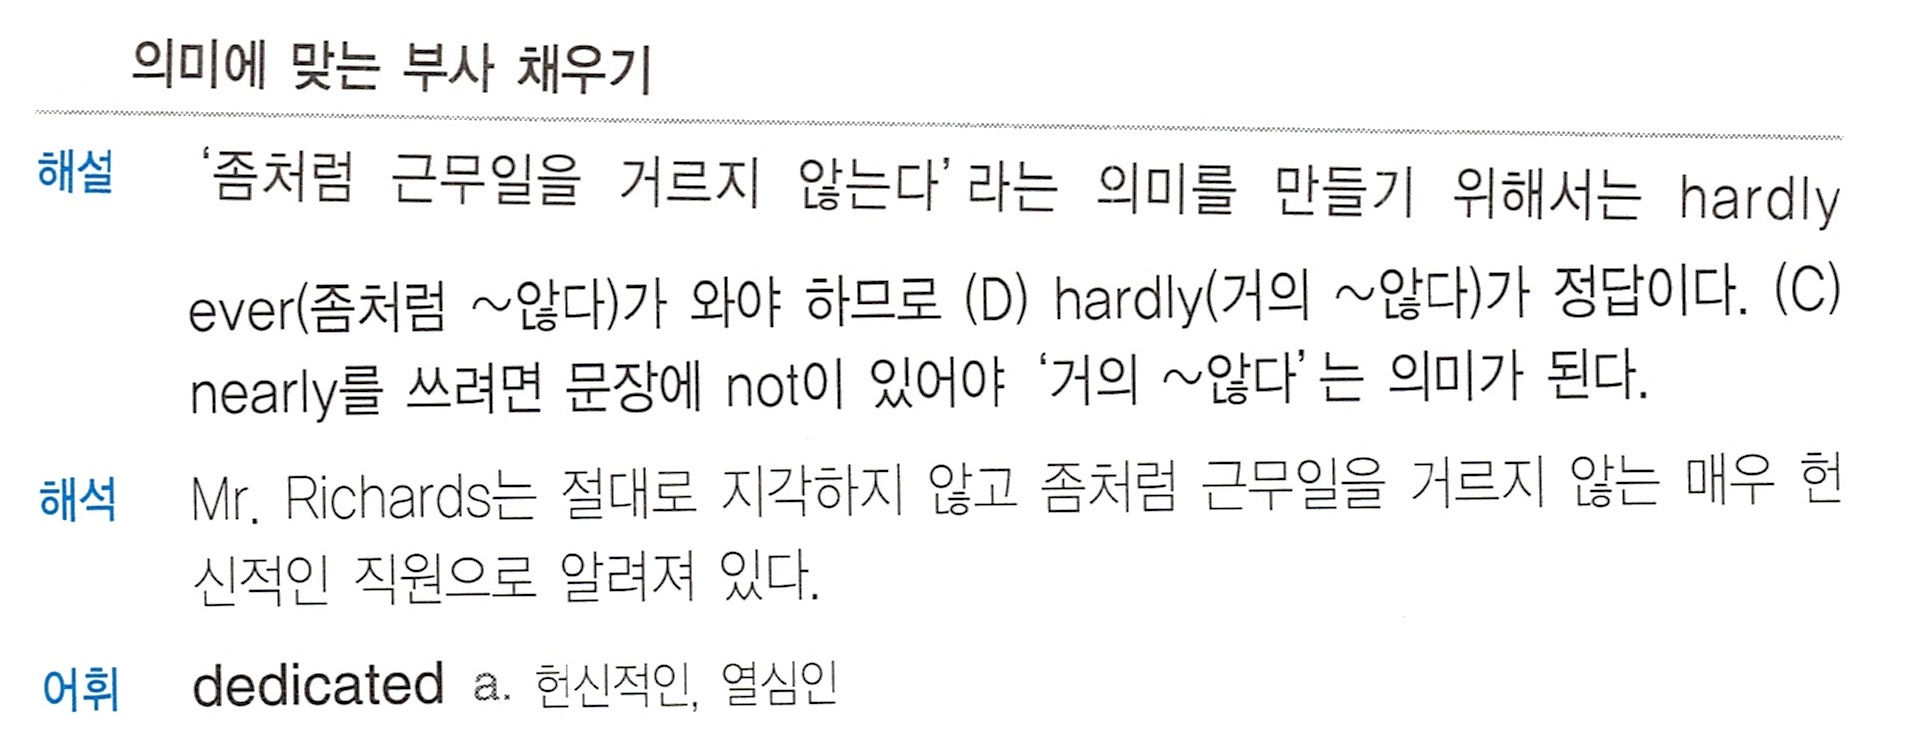 의미에 맞는 부사 채우기
해설 ‘좀처럼 근무일을 거르지 않는다’라는 의미를 만들기 위해서는 hardly
ever(좀처럼 ~않다)가 와야 하므로 (D) hardly(거의 ~않다)가 정답이다. (C)
nearly를 쓰려면 문장에 not이 있어야 ‘거의 ~않다’는 의미가 된다.
해석 Mr. Richards는 절대로 지각하지 않고 좀처럼 근무일을 거르지 않는 매우 헌
신적인 직원으로 알려져 있다.
어휘 dedicated a. 헌신적인, 열심인